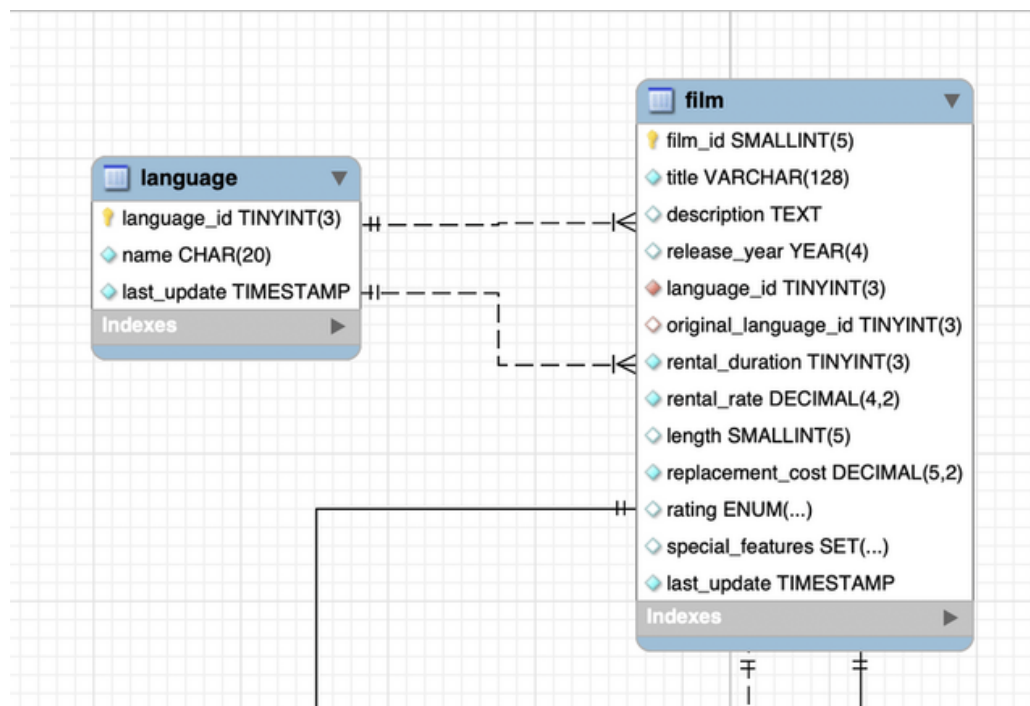 language
language_id TINYINT(3)
name CHAR(20)
last_update TIMESTAMP
Indexes
film
film_id SMALLINT(5)
title VARCHAR(128)
description TEXT
release_year YEAR(4)
language_id TINYINT(3)
original_language_id TINYINT(3)
rental_duration TINYINT(3)
rental_rate DECIMAL(4,2)
length SMALLINT(5)
replacement_cost DECIMAL(5,2)
rating ENUM(...)
special_features SET(...)
last_update TIMESTAMP
Indexes